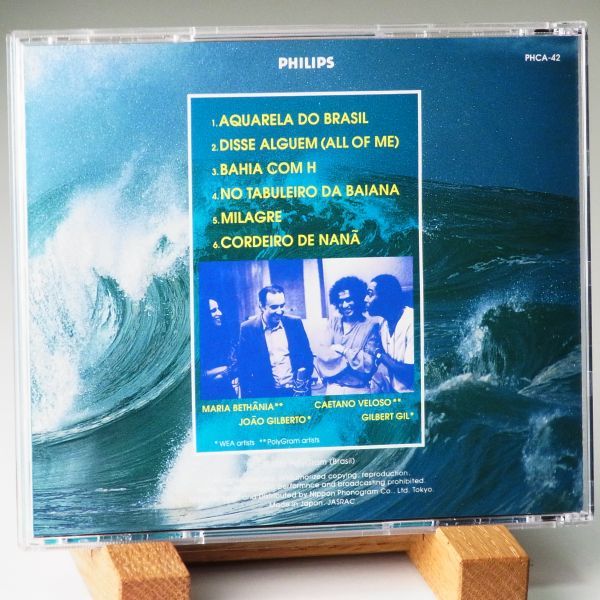 PHILIPS
PHCA-42
1. AQUARELA DO BRASIL
2. DISSE ALGUEM (ALL OF ME)
3. BAHIA COM H
4. NO TABULEIRO DA BAIANA
5. MILAGRE
6. CORDEIRO DE NANÃ
MARIA BETHÂNIA** CAETANO VELOSO**
JOÃO GILBERTO* GILBERT GIL*
* WEA artists ** PolyGram artists
(Brasil)
copying, reproduction,
performance and broadcasting prohibited.
distributed by Nippon Phonogram Co., Ltd. Tokyo.
Made in Japan. JASRAC